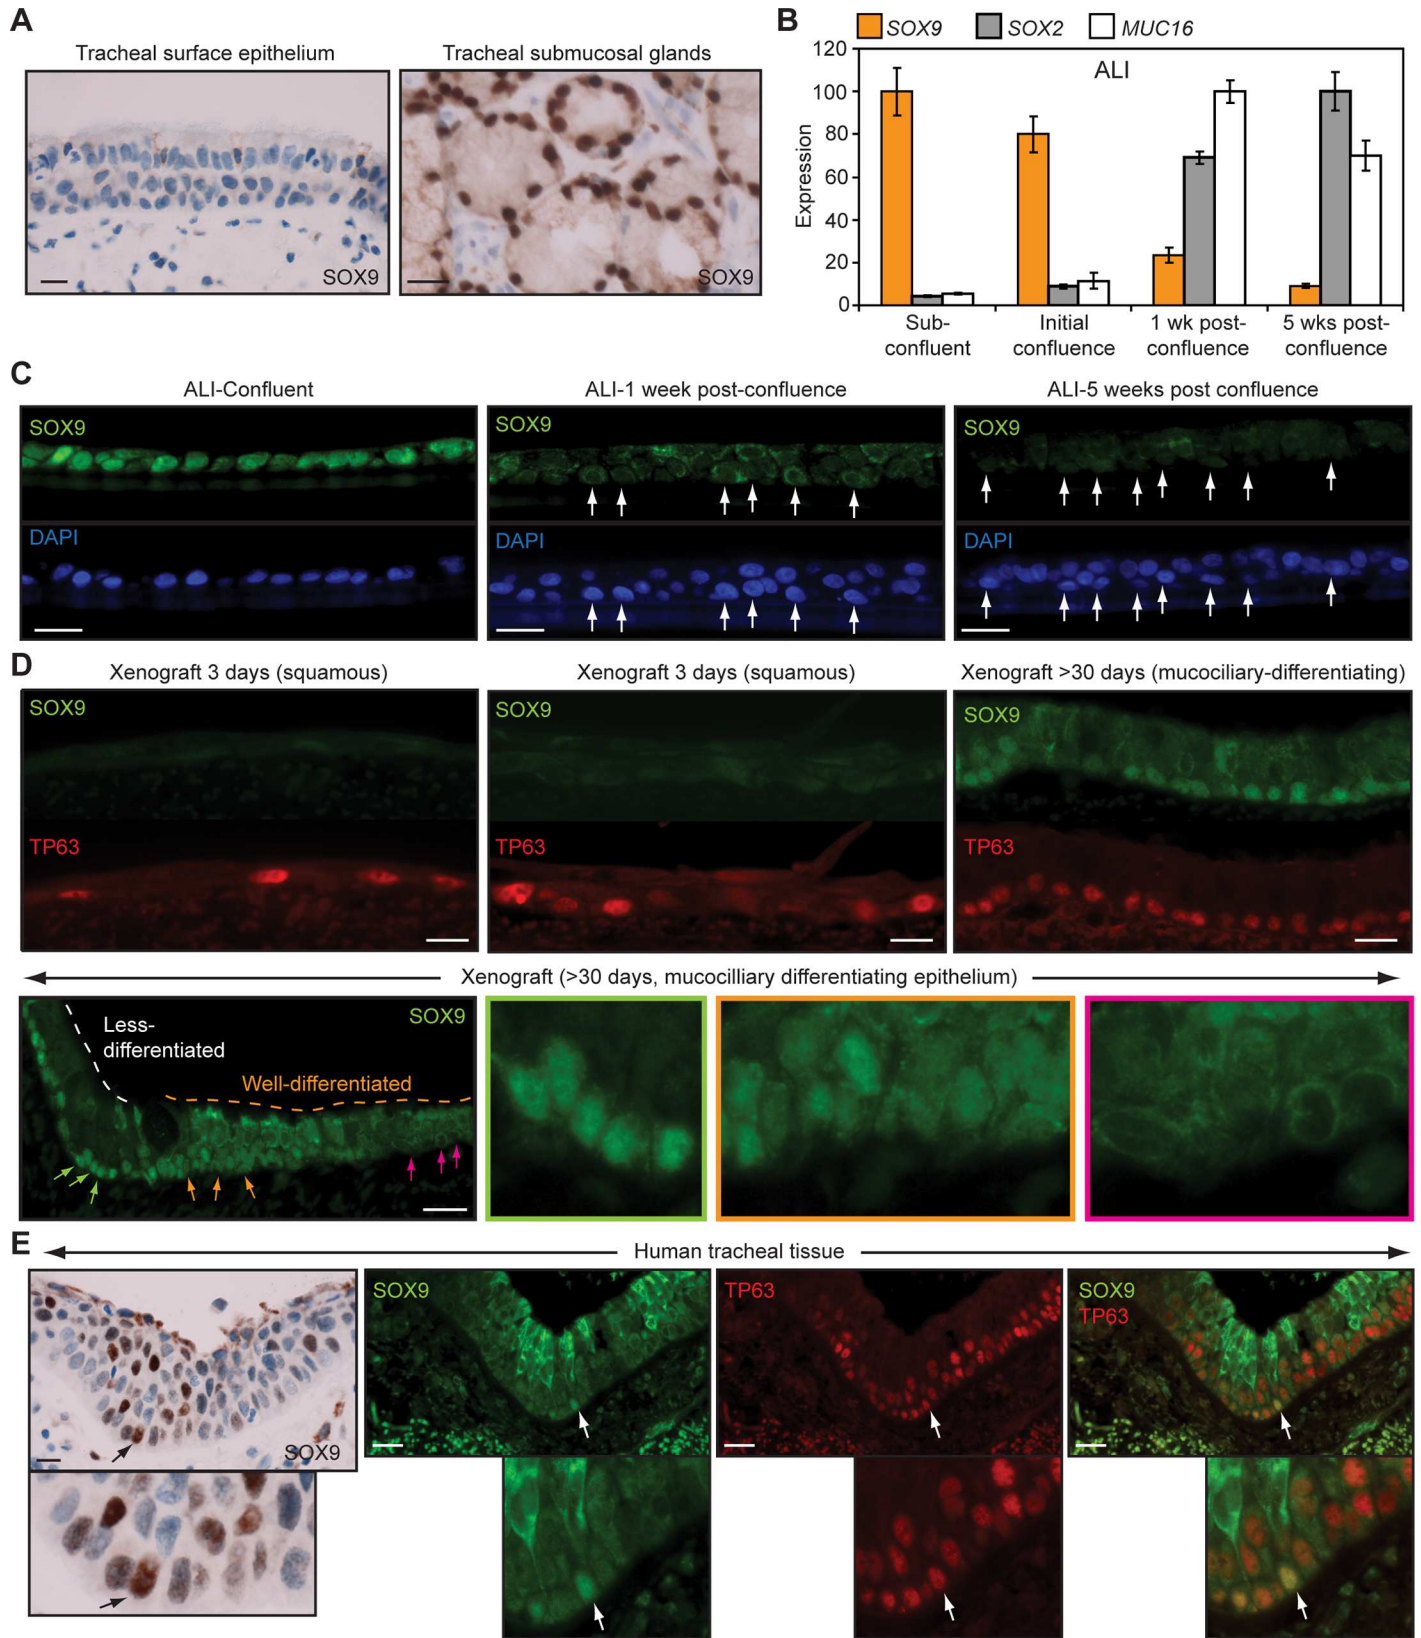 A
Tracheal surface epithelium
Tracheal submucosal glands
SOX9
SOX9
B
SOX9
SOX2
MUC16
ALI
Expression
120
100
80
60
40
20
0
Sub-
confluent
Initial
confluence
1 wk post-
confluence
5 wks post-
confluence
C
ALI-Confluent
ALI-1 week post-confluence
ALI-5 weeks post confluence
SOX9
SOX9
SOX9
DAPI
DAPI
DAPI
D
Xenograft 3 days (squamous)
Xenograft 3 days (squamous)
Xenograft >30 days (mucociliary-differentiating)
SOX9
SOX9
SOX9
TP63
TP63
TP63
Xenograft (>30 days, mucocilliary differentiating epithelium)
SOX9
Less-
differentiated
Well-differentiated
E
Human tracheal tissue
SOX9
SOX9
TP63
SOX9
TP63